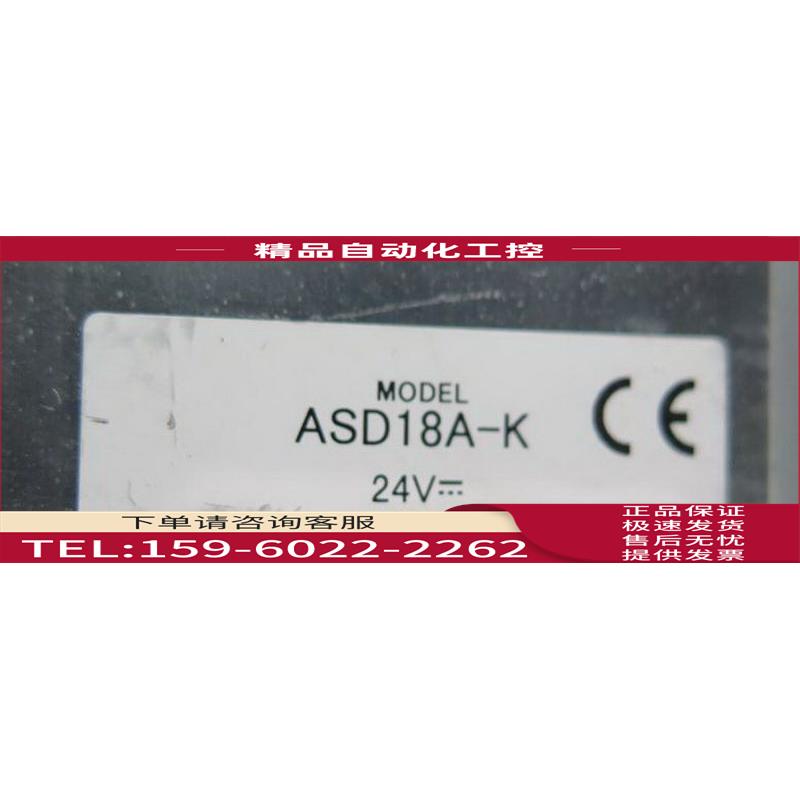 精品自动化工控
MODEL
ASD18A-K
CE
24V⎓
下单请咨询客服
TEL:159-6022-2262
正品保证
极速发货
售后无忧
提供发票